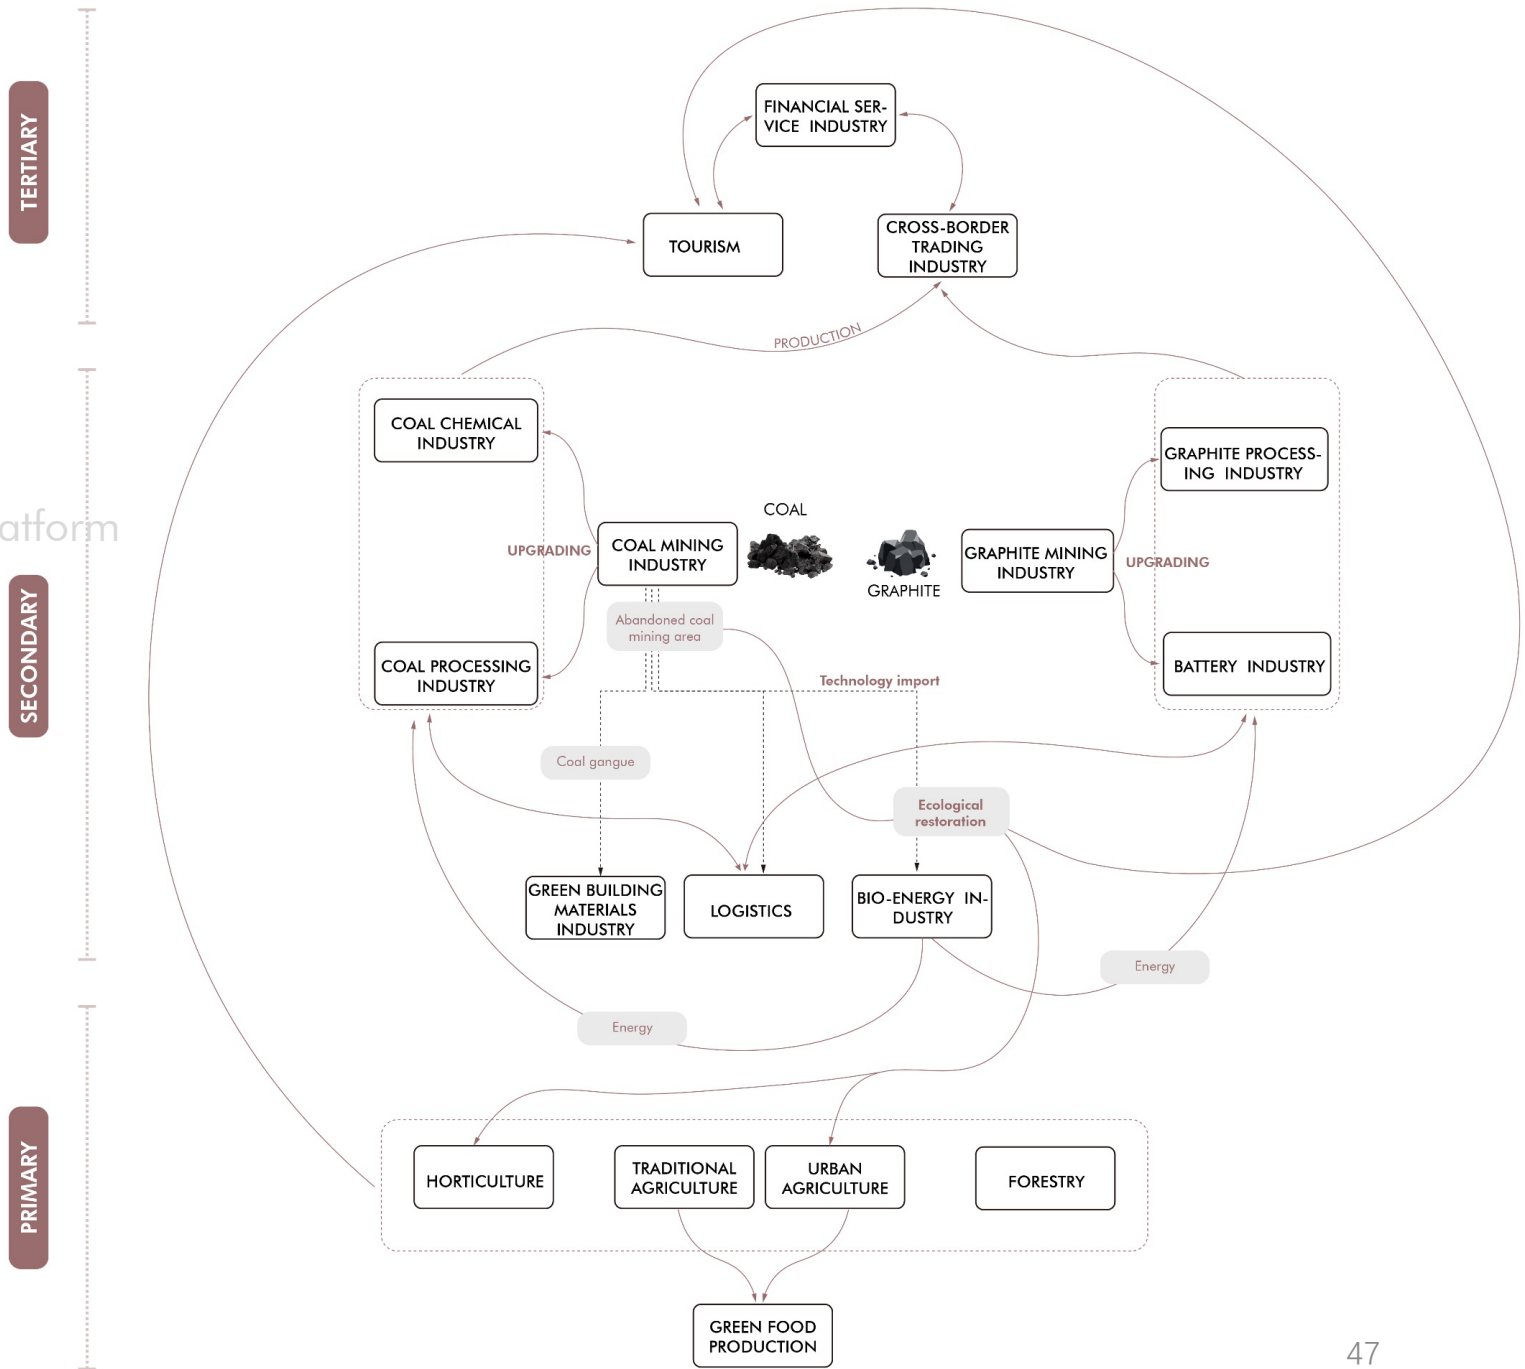 TERTIARY
FINANCIAL SER-
VICE INDUSTRY
TOURISM
CROSS-BORDER
TRADING
INDUSTRY
PRODUCTION
SECONDARY
atform
COAL CHEMICAL
INDUSTRY
GRAPHITE PROCESS-
ING INDUSTRY
COAL
UPGRADING
COAL MINING
INDUSTRY
GRAPHITE
GRAPHITE MINING
INDUSTRY
UPGRADING
Abandoned coal
mining area
COAL PROCESSING
INDUSTRY
Technology import
BATTERY INDUSTRY
Coal gangue
Ecological
restoration
GREEN BUILDING
MATERIALS
INDUSTRY
LOGISTICS
BIO-ENERGY IN-
DUSTRY
Energy
Energy
PRIMARY
HORTICULTURE
TRADITIONAL
AGRICULTURE
URBAN
AGRICULTURE
FORESTRY
GREEN FOOD
PRODUCTION
47